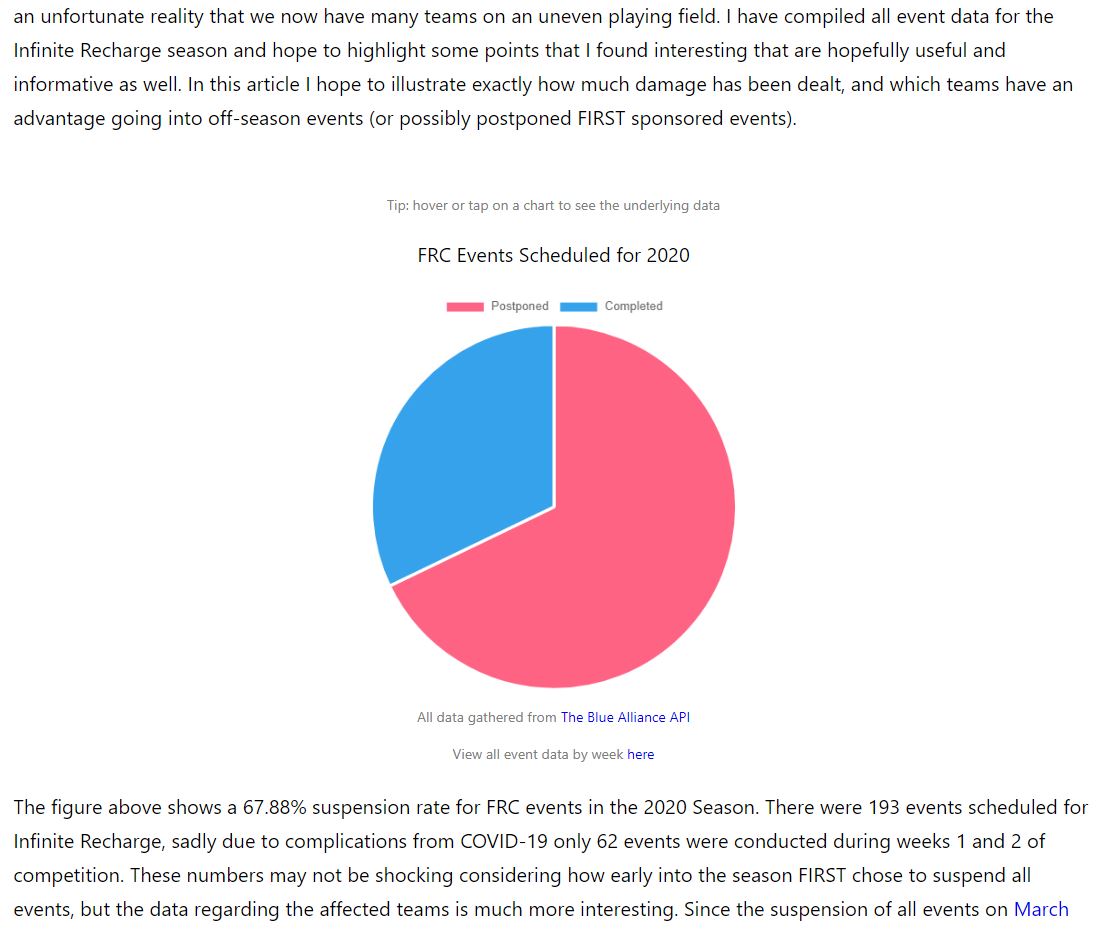 an unfortunate reality that we now have many teams on an uneven playing field. I have compiled all event data for the
Infinite Recharge season and hope to highlight some points that I found interesting that are hopefully useful and
informative as well. In this article I hope to illustrate exactly how much damage has been dealt, and which teams have an
advantage going into off-season events (or possibly postponed FIRST sponsored events).
Tip: hover or tap on a chart to see the underlying data
FRC Events Scheduled for 2020
Postponed Completed
All data gathered from The Blue Alliance API
View all event data by week here
The figure above shows a 67.88% suspension rate for FRC events in the 2020 Season. There were 193 events scheduled for
Infinite Recharge, sadly due to complications from COVID-19 only 62 events were conducted during weeks 1 and 2 of
competition. These numbers may not be shocking considering how early into the season FIRST chose to suspend all
events, but the data regarding the affected teams is much more interesting. Since the suspension of all events on March